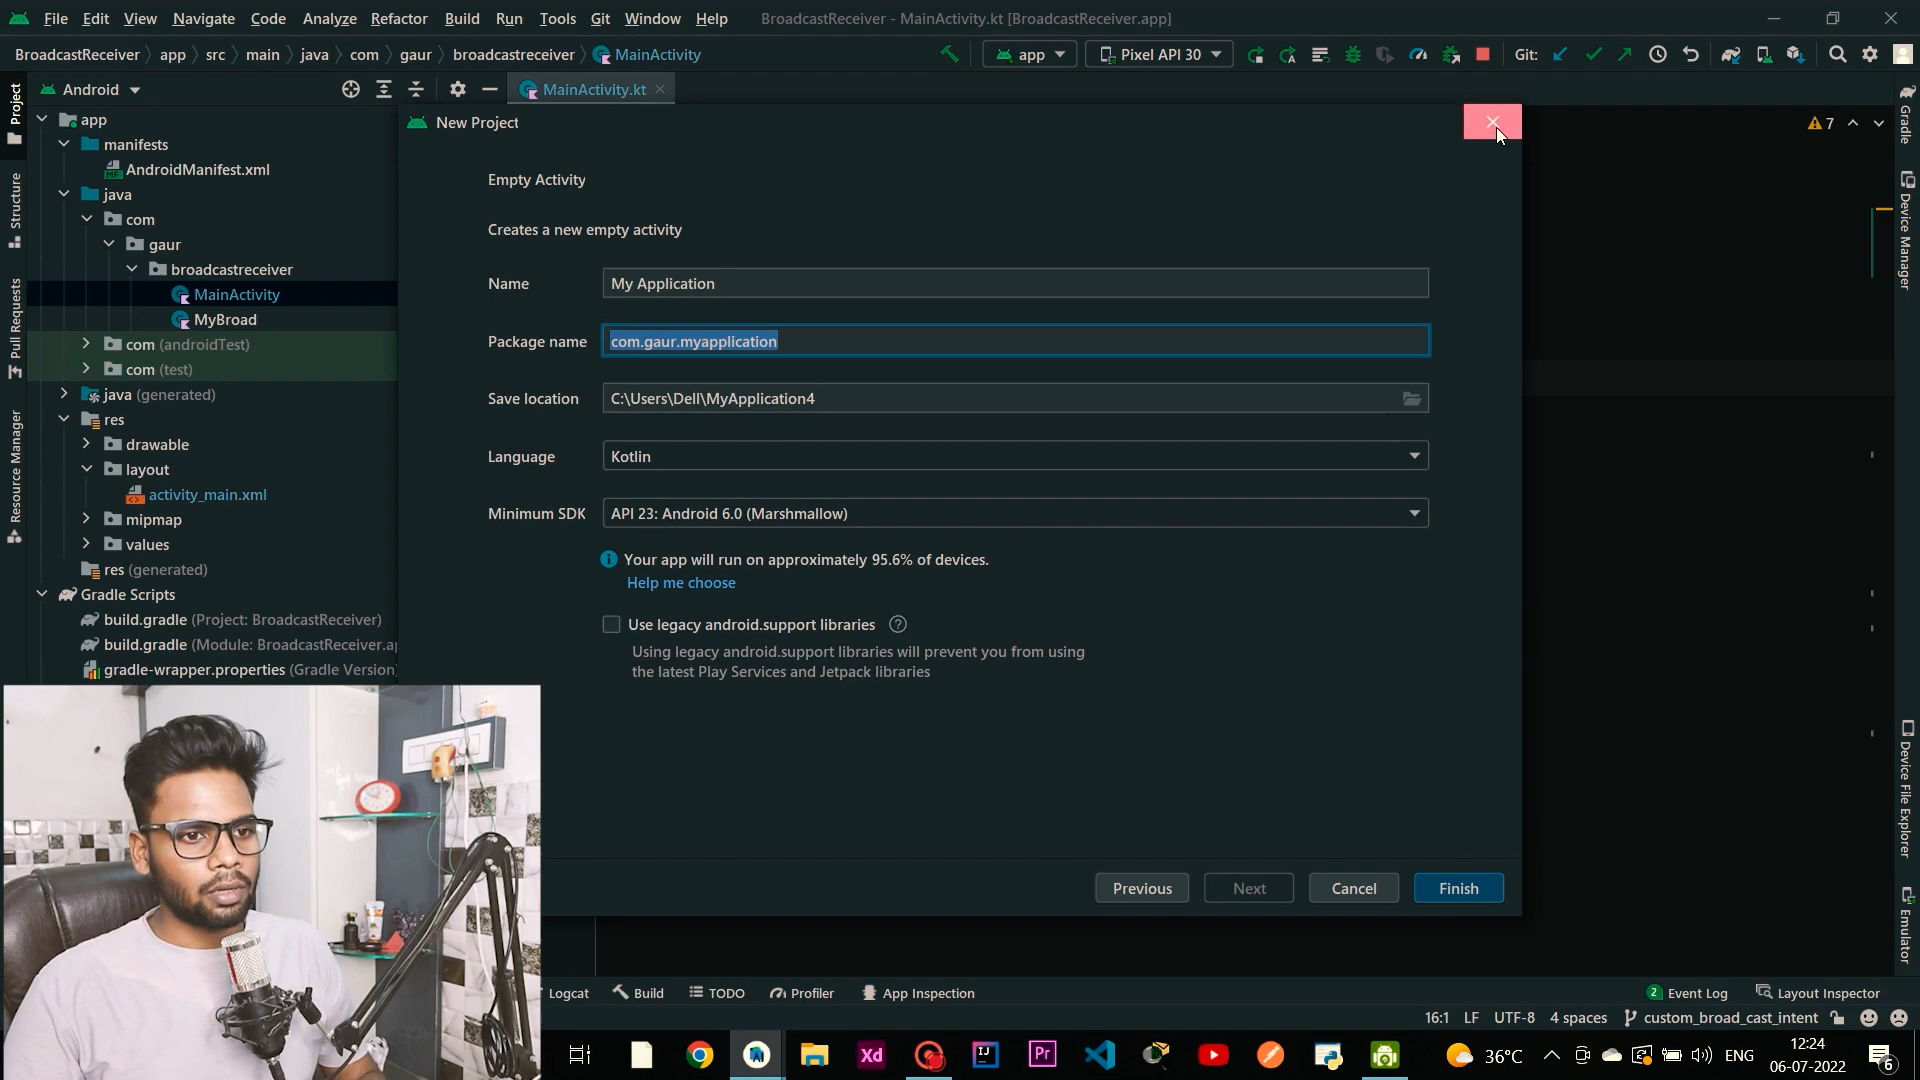 File Edit View Navigate Code Analyze Refactor Build Run Tools Git Window Help BroadcastReceiver - MainActivity.kt [BroadcastReceiver.app]
BroadcastReceiver app src main java com gaur broadcastreceiver MainActivity app Pixel API 30 Git:
Android MainActivity.kt
Project
Structure
Pull Requests
Resource Manager
app
manifests
AndroidManifest.xml
java
com
gaur
broadcastreceiver
MainActivity
MyBroad
com (androidTest)
com (test)
java (generated)
res
drawable
layout
activity_main.xml
mipmap
values
res (generated)
Gradle Scripts
build.gradle (Project: BroadcastReceiver)
build.gradle (Module: BroadcastReceiver.ap
gradle-wrapper.properties (Gradle Version)
New Project
Empty Activity
Creates a new empty activity
Name My Application
Package name com.gaur.myapplication
Save location C:\Users\Dell\MyApplication4
Language Kotlin
Minimum SDK API 23: Android 6.0 (Marshmallow)
Your app will run on approximately 95.6% of devices.
Help me choose
Use legacy android.support libraries ?
Using legacy android.support libraries will prevent you from using
the latest Play Services and Jetpack libraries
Previous Next Cancel Finish
7
Gradle
Device Manager
Device File Explorer
Emulator
Logcat Build TODO Profiler App Inspection 2 Event Log Layout Inspector
16:1 LF UTF-8 4 spaces custom_broad_cast_intent
Xd IJ Pr 36°C ENG 12:24
06-07-2022 6